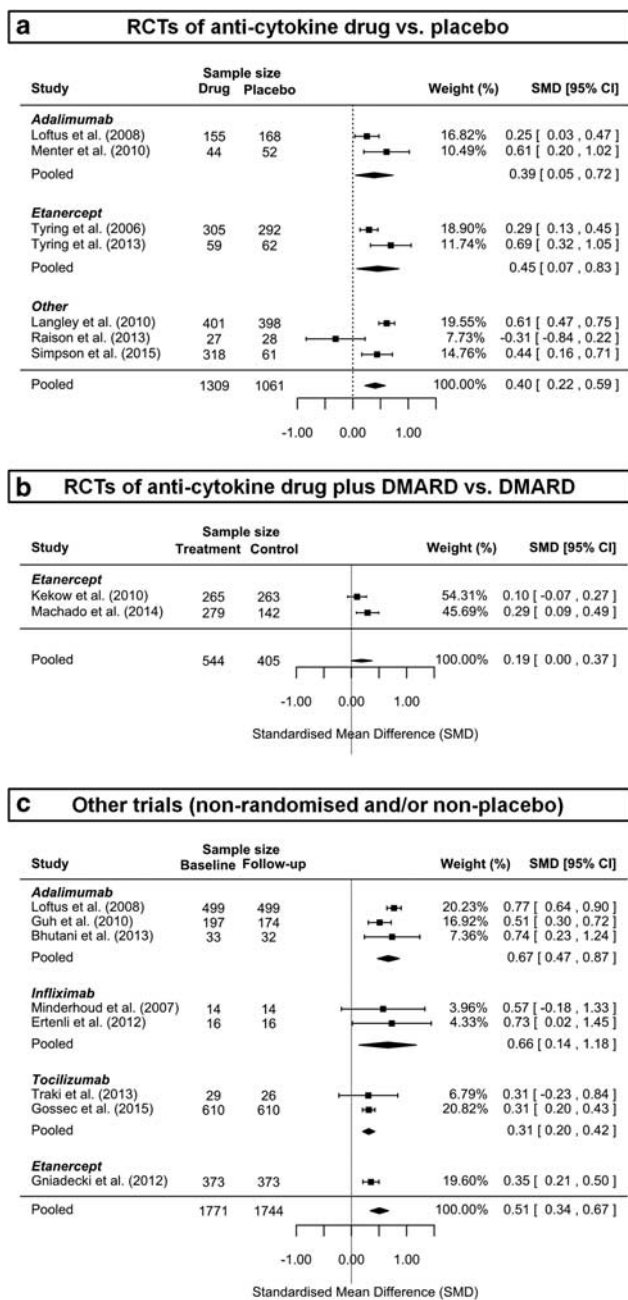 a RCTs of anti-cytokine drug vs. placebo
Sample size
Study Drug Placebo Weight (%) SMD [95% CI]
Adalimumab
Loftus et al. (2008) 155 168 16.82% 0.25 [ 0.03 , 0.47 ]
Menter et al. (2010) 44 52 10.49% 0.61 [ 0.20 , 1.02 ]
Pooled 0.39 [ 0.05 , 0.72 ]
Etanercept
Tyring et al. (2006) 305 292 18.90% 0.29 [ 0.13 , 0.45 ]
Tyring et al. (2013) 59 62 11.74% 0.69 [ 0.32 , 1.05 ]
Pooled 0.45 [ 0.07 , 0.83 ]
Other
Langley et al. (2010) 401 398 19.55% 0.61 [ 0.47 , 0.75 ]
Raison et al. (2013) 27 28 7.73% -0.31 [ -0.84 , 0.22 ]
Simpson et al. (2015) 318 61 14.76% 0.44 [ 0.16 , 0.71 ]
Pooled 1309 1061 100.00% 0.40 [ 0.22 , 0.59 ]
-1.00 0.00 1.00
b RCTs of anti-cytokine drug plus DMARD vs. DMARD
Sample size
Study Treatment Control Weight (%) SMD [95% CI]
Etanercept
Kekow et al. (2010) 265 263 54.31% 0.10 [ -0.07 , 0.27 ]
Machado et al. (2014) 279 142 45.69% 0.29 [ 0.09 , 0.49 ]
Pooled 544 405 100.00% 0.19 [ 0.00 , 0.37 ]
-1.00 0.00 1.00
Standardised Mean Difference (SMD)
c Other trials (non-randomised and/or non-placebo)
Sample size
Study Baseline Follow-up Weight (%) SMD [95% CI]
Adalimumab
Loftus et al. (2008) 499 499 20.23% 0.77 [ 0.64 , 0.90 ]
Guh et al. (2010) 197 174 16.92% 0.51 [ 0.30 , 0.72 ]
Bhutani et al. (2013) 33 32 7.36% 0.74 [ 0.23 , 1.24 ]
Pooled 0.67 [ 0.47 , 0.87 ]
Infliximab
Minderhoud et al. (2007) 14 14 3.96% 0.57 [ -0.18 , 1.33 ]
Ertenli et al. (2012) 16 16 4.33% 0.73 [ 0.02 , 1.45 ]
Pooled 0.66 [ 0.14 , 1.18 ]
Tocilizumab
Traki et al. (2013) 29 26 6.79% 0.31 [ -0.23 , 0.84 ]
Gossec et al. (2015) 610 610 20.82% 0.31 [ 0.20 , 0.43 ]
Pooled 0.31 [ 0.20 , 0.42 ]
Etanercept
Gniadecki et al. (2012) 373 373 19.60% 0.35 [ 0.21 , 0.50 ]
Pooled 1771 1744 100.00% 0.51 [ 0.34 , 0.67 ]
-1.00 0.00 1.00
Standardised Mean Difference (SMD)